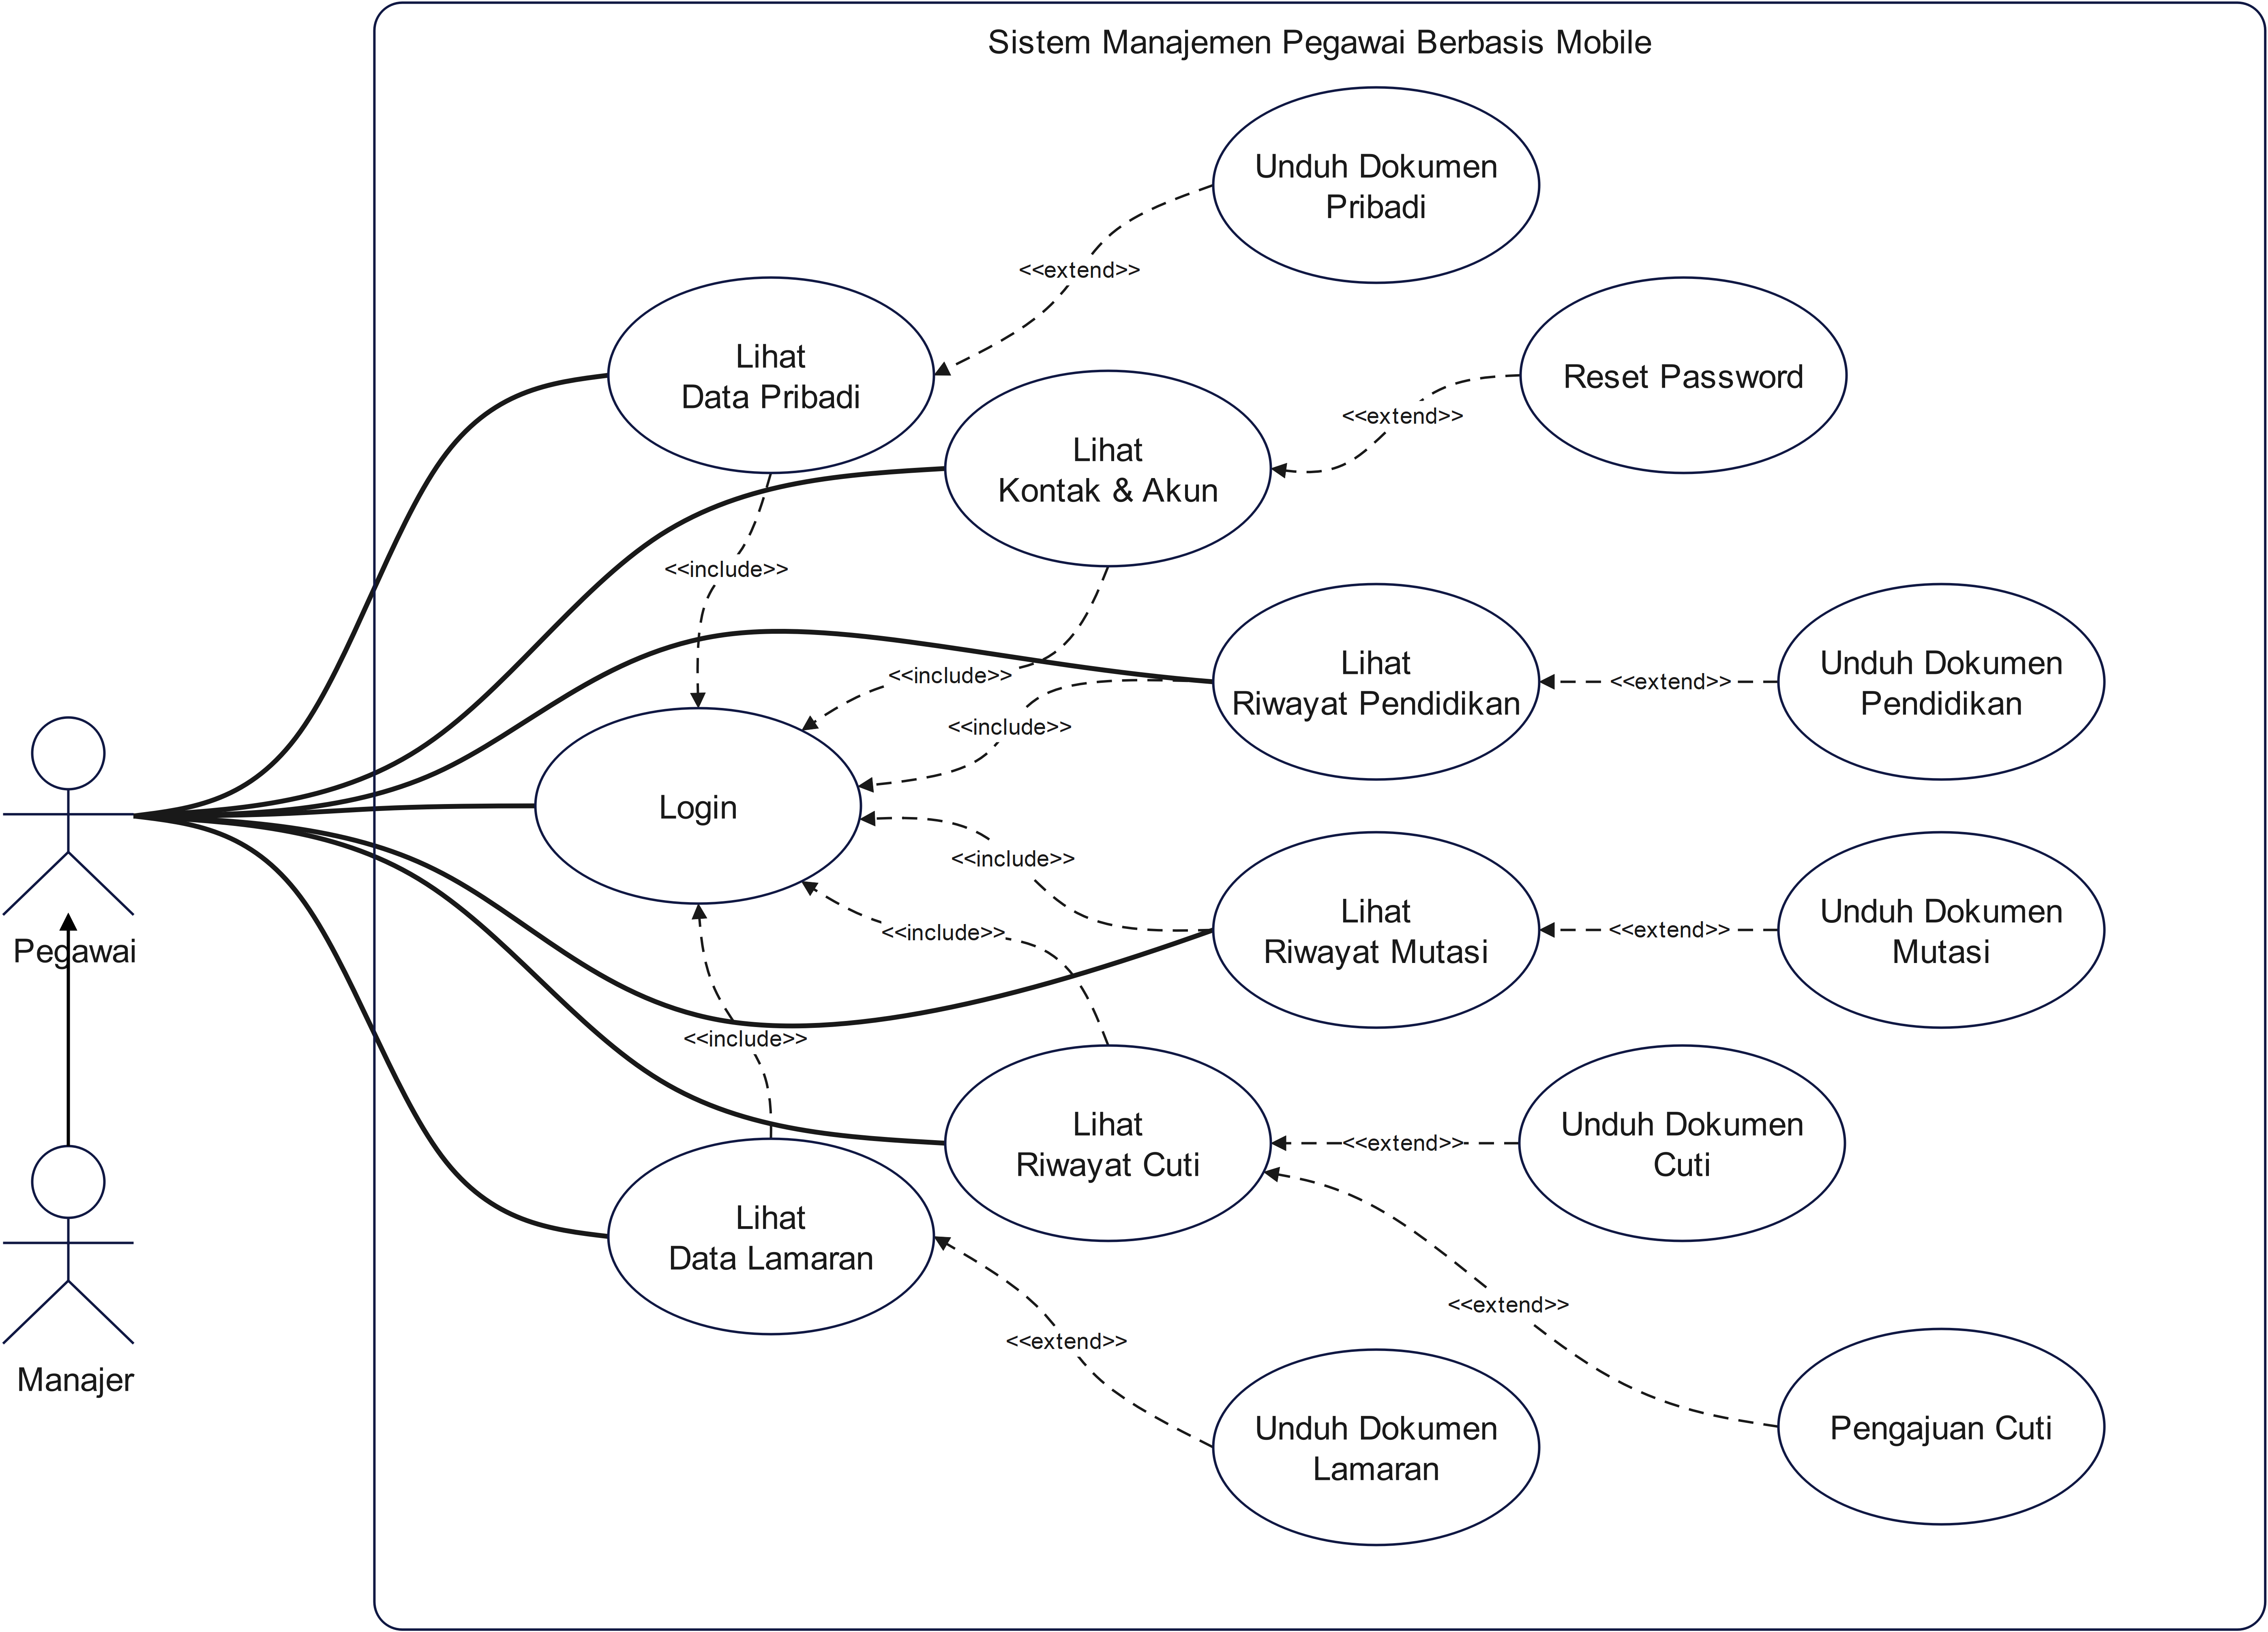 Sistem Manajemen Pegawai Berbasis Mobile
Unduh Dokumen
Pribadi
<<extend>>
Lihat
Data Pribadi
Reset Password
<<extend>>
Lihat
Kontak & Akun
<<include>>
Lihat
Riwayat Pendidikan
<<extend>>
Unduh Dokumen
Pendidikan
<<include>>
<<include>>
Login
<<include>>
Lihat
Riwayat Mutasi
<<extend>>
Unduh Dokumen
Mutasi
<<include>>
Pegawai
<<include>>
Lihat
Riwayat Cuti
<<extend>>
Unduh Dokumen
Cuti
Lihat
Data Lamaran
<<extend>>
<<extend>>
Manajer
Unduh Dokumen
Lamaran
Pengajuan Cuti